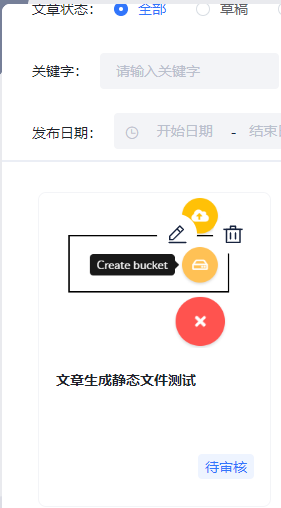 文章状态： 全部 草稿
关键字： 请输入关键字
发布日期： 开始日期 - 结束日
Create bucket
文章生成静态文件测试
待审核